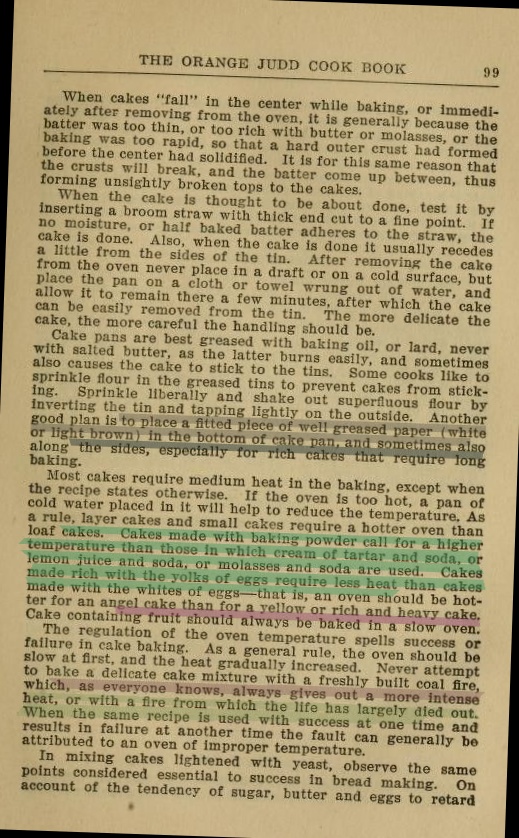 THE ORANGE JUDD COOK BOOK 99
When cakes "fall" in the center while baking, or immedi-
ately after removing from the oven, it is generally because the
batter was too thin, or too rich with butter or molasses, or the
baking was too rapid, so that a hard outer crust had formed
before the center had solidified. It is for this same reason that
the crusts will break, and the batter come up between, thus
forming unsightly broken tops to the cakes.
When the cake is thought to be about done, test it by
inserting a broom straw with thick end cut to a fine point. If
no moisture, or half baked batter adheres to the straw, the
cake is done. Also, when the cake is done it usually recedes
a little from the sides of the tin. After removing the cake
from the oven never place in a draft or on a cold surface, but
place the pan on a cloth or towel wrung out of water, and
allow it to remain there a few minutes, after which the cake
can be easily removed from the tin. The more delicate the
cake, the more careful the handling should be.
Cake pans are best greased with baking oil, or lard, never
with salted butter, as the latter burns easily, and sometimes
also causes the cake to stick to the tins. Some cooks like to
sprinkle flour in the greased tins to prevent cakes from stick-
ing. Sprinkle liberally and shake out superfluous flour by
inverting the tin and tapping lightly on the outside. Another
good plan is to place a fitted piece of well greased paper (white
or light brown) in the bottom of cake pan, and sometimes also
along the sides, especially for rich cakes that require long
baking.
Most cakes require medium heat in the baking, except when
the recipe states otherwise. If the oven is too hot, a pan of
cold water placed in it will help to reduce the temperature. As
a rule, layer cakes and small cakes require a hotter oven than
loaf cakes. Cakes made with baking powder call for a higher
temperature than those in which cream of tartar and soda, or
lemon juice and soda, or molasses and soda are used. Cakes
made rich with the yolks of eggs require less heat than cakes
made with the whites of eggs—that is, an oven should be hot-
ter for an angel cake than for a yellow or rich and heavy cake.
Cake containing fruit should always be baked in a slow oven.
The regulation of the oven temperature spells success or
failure in cake baking. As a general rule, the oven should be
slow at first, and the heat gradually increased. Never attempt
to bake a delicate cake mixture with a freshly built coal fire,
which, as everyone knows, always gives out a more intense
heat, or with a fire from which the life has largely died out.
When the same recipe is used with success at one time and
results in failure at another time the fault can generally be
attributed to an oven of improper temperature.
In mixing cakes lightened with yeast, observe the same
points considered essential to success in bread making. On
account of the tendency of sugar, butter and eggs to retard